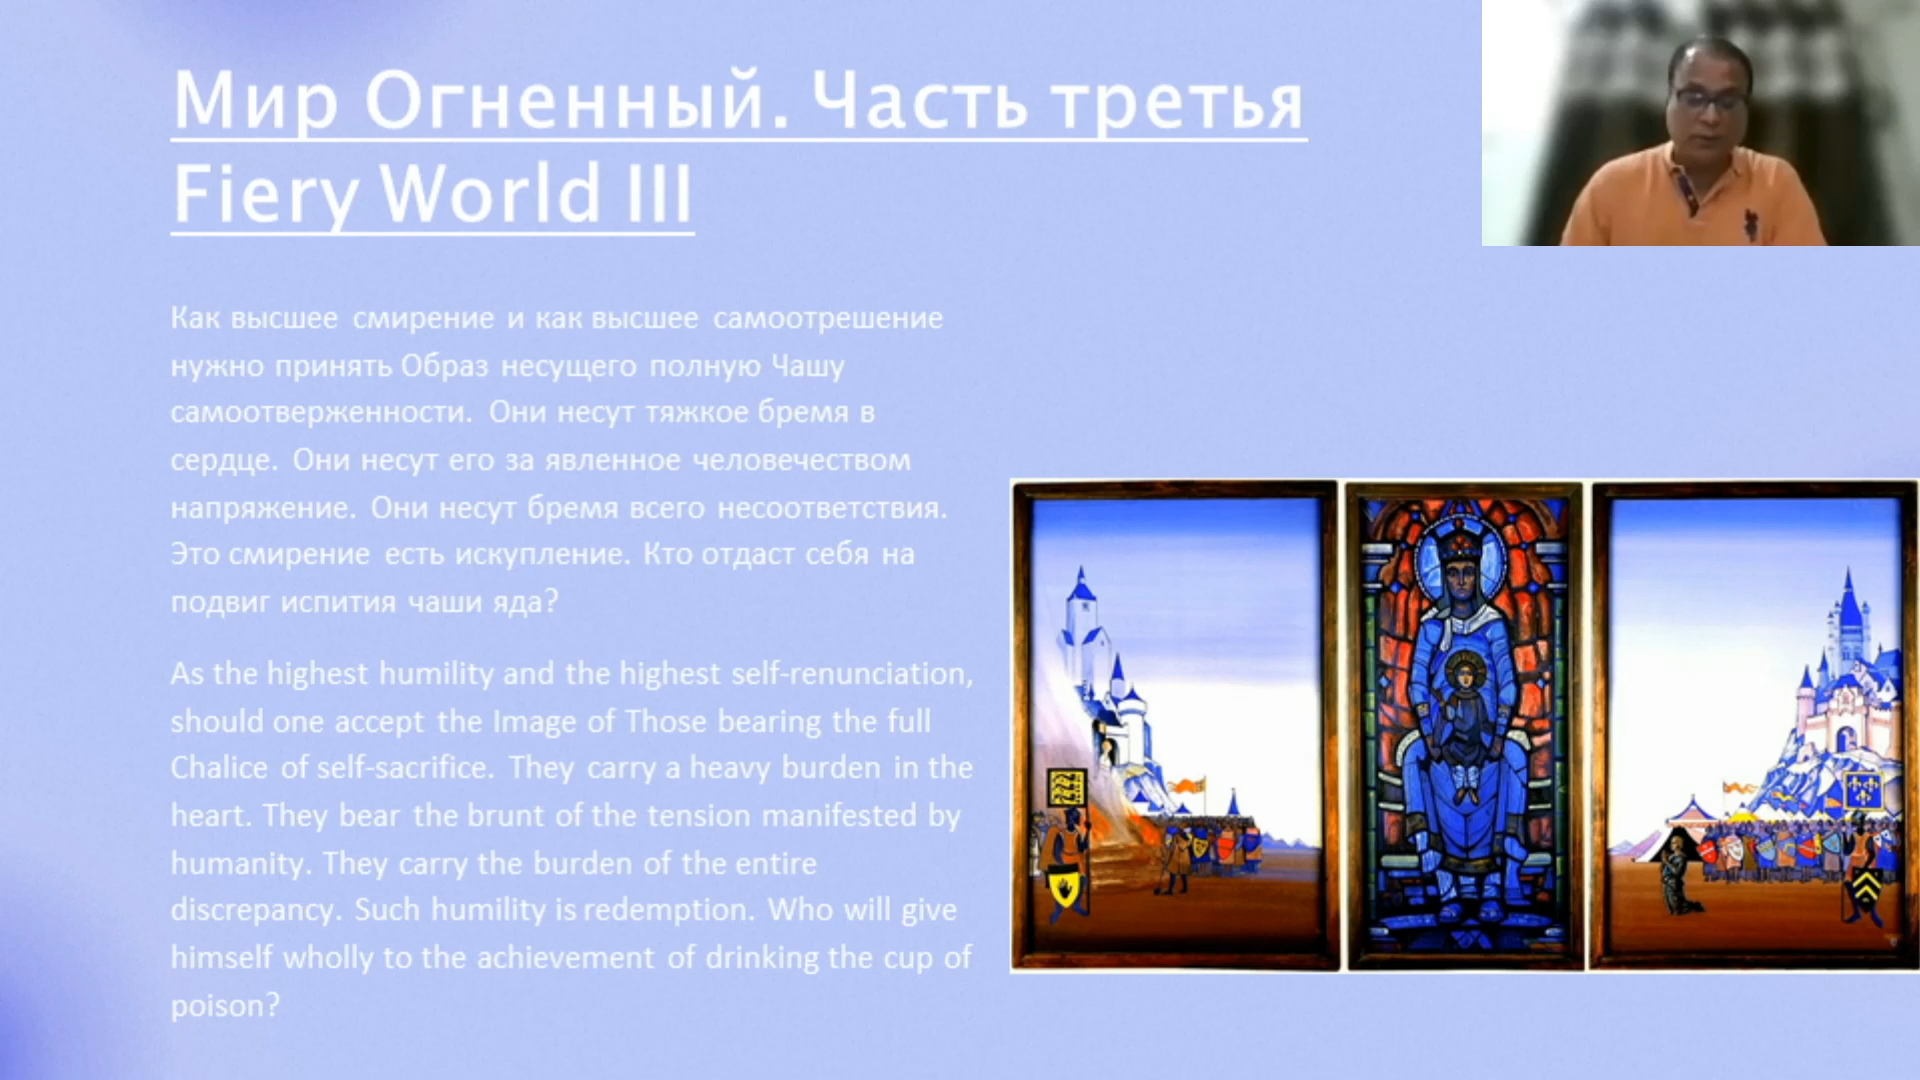 Мир Огненный. Часть третья
Fiery World III
Как высшее смирение и как высшее самоотрешение
нужно принять Образ несущего полную Чашу
самоотверженности. Они несут тяжкое бремя в
сердце. Они несут его за явленное человечеством
напряжение. Они несут бремя всего несоответствия.
Это смирение есть искупление. Кто отдаст себя на
подвиг испития чаши яда?
As the highest humility and the highest self-renunciation,
should one accept the Image of Those bearing the full
Chalice of self-sacrifice. They carry a heavy burden in the
heart. They bear the brunt of the tension manifested by
humanity. They carry the burden of the entire
discrepancy. Such humility is redemption. Who will give
himself wholly to the achievement of drinking the cup of
poison?